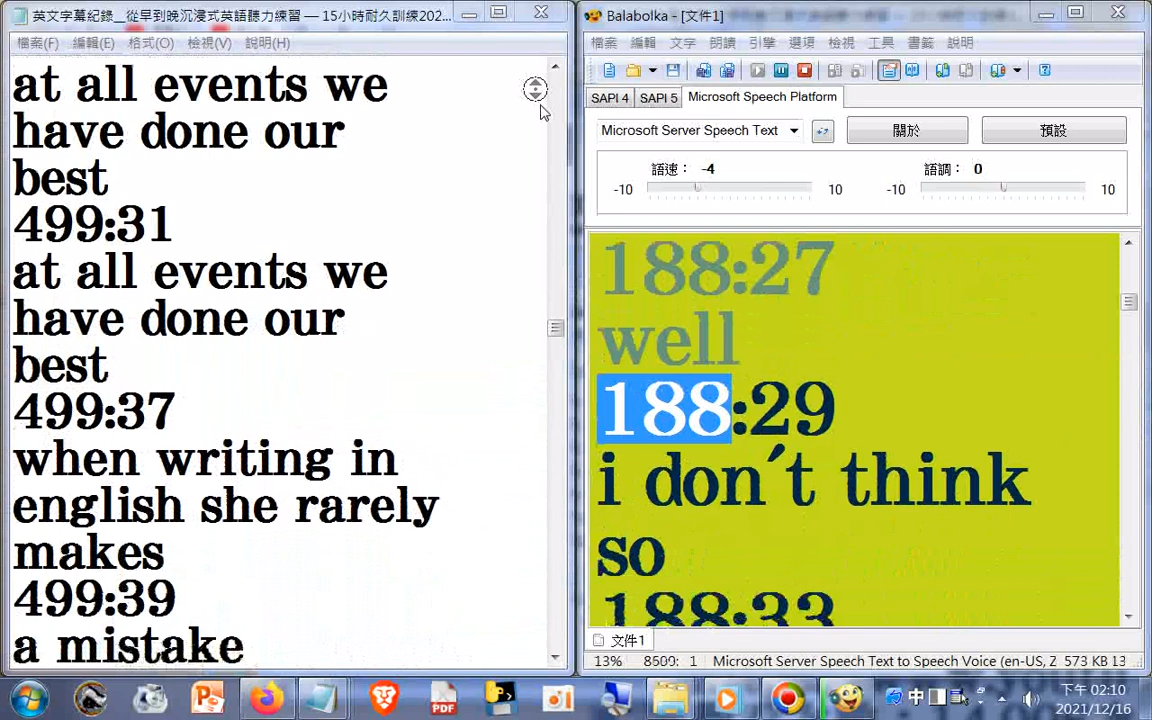 英文字幕紀錄__從早到晚沉浸式英語聽力練習 — 15小時耐久訓練202...
檔案(F) 編輯(E) 格式(O) 檢視(V) 說明(H)
at all events we
have done our
best
499:31
at all events we
have done our
best
499:37
when writing in
english she rarely
makes
499:39
a mistake
Balabolka - [文件1]
檔案 編輯 文字 朗讀 引擎 選項 檢視 工具 書籤 說明
SAPI 4 SAPI 5 Microsoft Speech Platform
Microsoft Server Speech Text 關於 預設
語速： -4 語調： 0
-10 10 -10 10
188:27
well
188:29
i don't think
so
188:33
文件1
13% 8509: 1 Microsoft Server Speech Text to Speech Voice (en-US, Z 573 KB 13
PDF
中
下午 02:10
2021/12/16